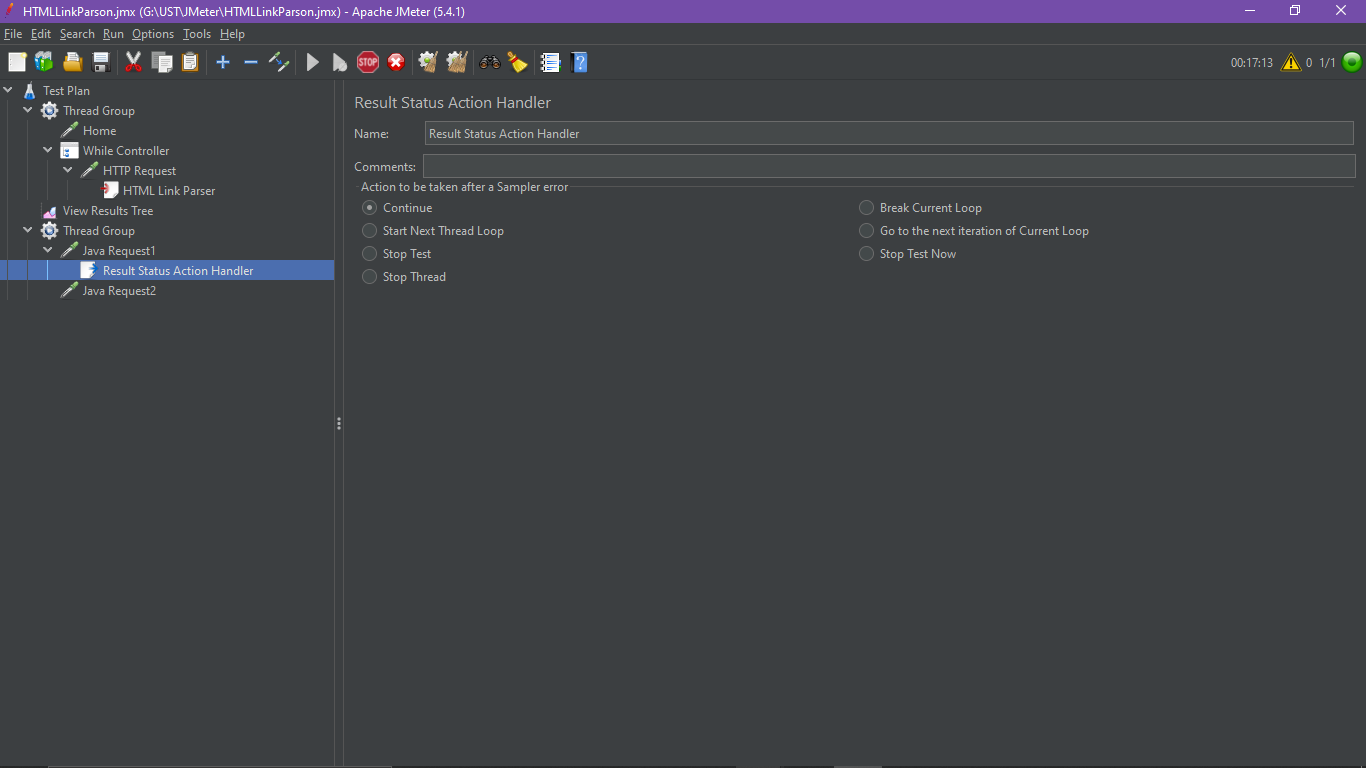 HTMLLinkParson.jmx (G:\UST\JMeter\HTMLLinkParson.jmx) - Apache JMeter (5.4.1)
File Edit Search Run Options Tools Help
STOP 00:17:13 0 1/1
Test Plan
Thread Group
Home
While Controller
HTTP Request
HTML Link Parser
View Results Tree
Thread Group
Java Request1
Result Status Action Handler
Java Request2
Result Status Action Handler
Name: Result Status Action Handler
Comments:
Action to be taken after a Sampler error
Continue Break Current Loop
Start Next Thread Loop Go to the next iteration of Current Loop
Stop Test Stop Test Now
Stop Thread